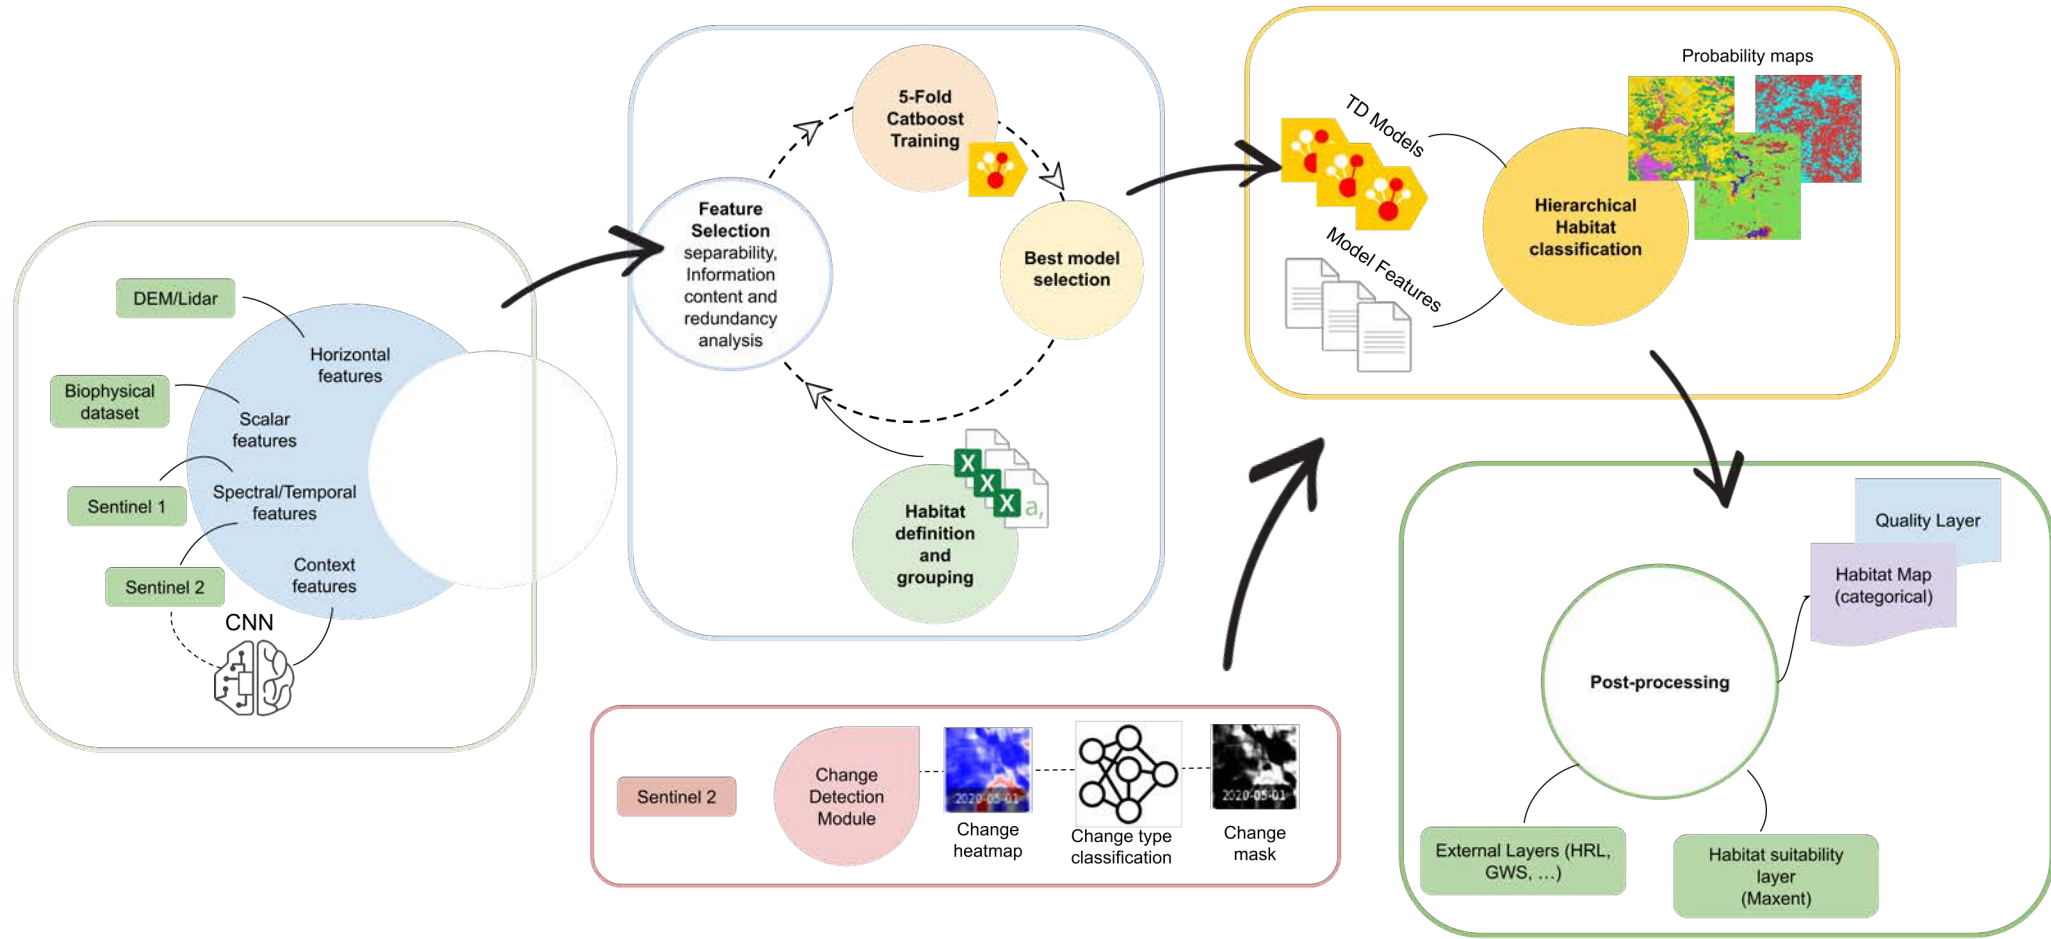 DEM/Lidar
Horizontal
features
Biophysical
dataset
Scalar
features
Sentinel 1
Spectral/Temporal
features
Sentinel 2
Context
features
CNN
5-Fold
Catboost
Training
Feature
Selection
separability,
Information
content and
redundancy
analysis
Best model
selection
Habitat
definition
and
grouping
X
X
X
a,
TD Models
Model Features
Hierarchical
Habitat
classification
Probability maps
Sentinel 2
Change
Detection
Module
2020-05-01
Change
heatmap
Change type
classification
2020-05-01
Change
mask
Quality Layer
Habitat Map
(categorical)
Post-processing
External Layers (HRL,
GWS, ...)
Habitat suitability
layer
(Maxent)